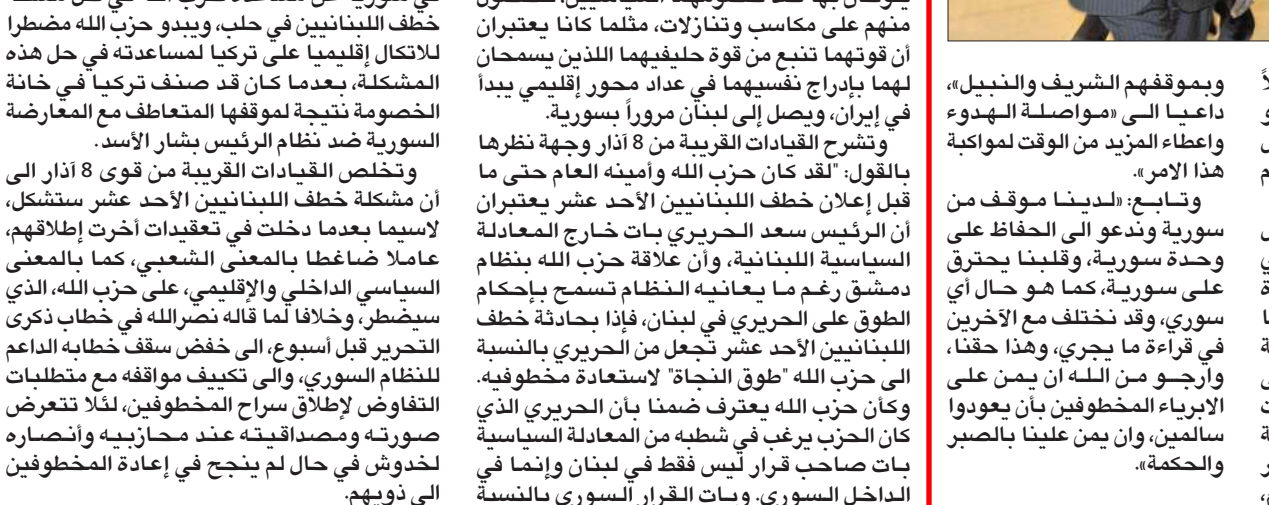 وبموقفهم الشريف والنبيل»،
داعيا الى «مواصلة الهدوء
واعطاء المزيد من الوقت لمواكبة
هذا الامر».
وتابع: «لدينا موقف من
سورية وندعو الى الحفاظ على
وحدة سورية، وقلبنا يحترق
على سورية، كما هو حال أي
سوري، وقد نختلف مع الآخرين
في قراءة ما يجري، وهذا حقنا،
وارجو من الله ان يمن على
الابرياء المخطوفين بأن يعودوا
سالمين، وان يمن علينا بالصبر
والحكمة».
منهم على مكاسب وتنازلات، مثلما كانا يعتبران
أن قوتهما تنبع من قوة حليفيهما اللذين يسمحان
لهما بإدراج نفسيهما في عداد محور إقليمي يبدأ
في إيران، ويصل إلى لبنان مروراً بسورية.
وتشرح القيادات القريبة من 8 آذار وجهة نظرها
بالقول: "لقد كان حزب الله وأمينه العام حتى ما
قبل إعلان خطف اللبنانيين الأحد عشر يعتبران
أن الرئيس سعد الحريري بات خارج المعادلة
السياسية اللبنانية، وأن علاقة حزب الله بنظام
دمشق رغم ما يعانيه النظام تسمح بإحكام
الطوق على الحريري في لبنان، فإذا بحادثة خطف
اللبنانيين الأحد عشر تجعل من الحريري بالنسبة
الى حزب الله "طوق النجاة" لاستعادة مخطوفيه.
وكأن حزب الله يعترف ضمنا بأن الحريري الذي
كان الحزب يرغب في شطبه من المعادلة السياسية
بات صاحب قرار ليس فقط في لبنان وإنما في
الداخل السوري. وبات القرار السوري بالنسبة
خطف اللبنانيين في حلب، ويبدو حزب الله مضطرا
للاتكال إقليميا على تركيا لمساعدته في حل هذه
المشكلة، بعدما كان قد صنف تركيا في خانة
الخصومة نتيجة لموقفها المتعاطف مع المعارضة
السورية ضد نظام الرئيس بشار الأسد.
وتخلص القيادات القريبة من قوى 8 آذار الى
أن مشكلة خطف اللبنانيين الأحد عشر ستشكل،
لاسيما بعدما دخلت في تعقيدات أخرت إطلاقهم،
عاملا ضاغطا بالمعنى الشعبي، كما بالمعنى
السياسي الداخلي والإقليمي، على حزب الله، الذي
سيضطر، وخلافا لما قاله نصرالله في خطاب ذكرى
التحرير قبل أسبوع، الى خفض سقف خطابه الداعم
للنظام السوري، والى تكييف مواقفه مع متطلبات
التفاوض لإطلاق سراح المخطوفين، لئلا تتعرض
صورته ومصداقيته عند محازبيه وأنصاره
لخدوش في حال لم ينجح في إعادة المخطوفين
الى ذويهم.